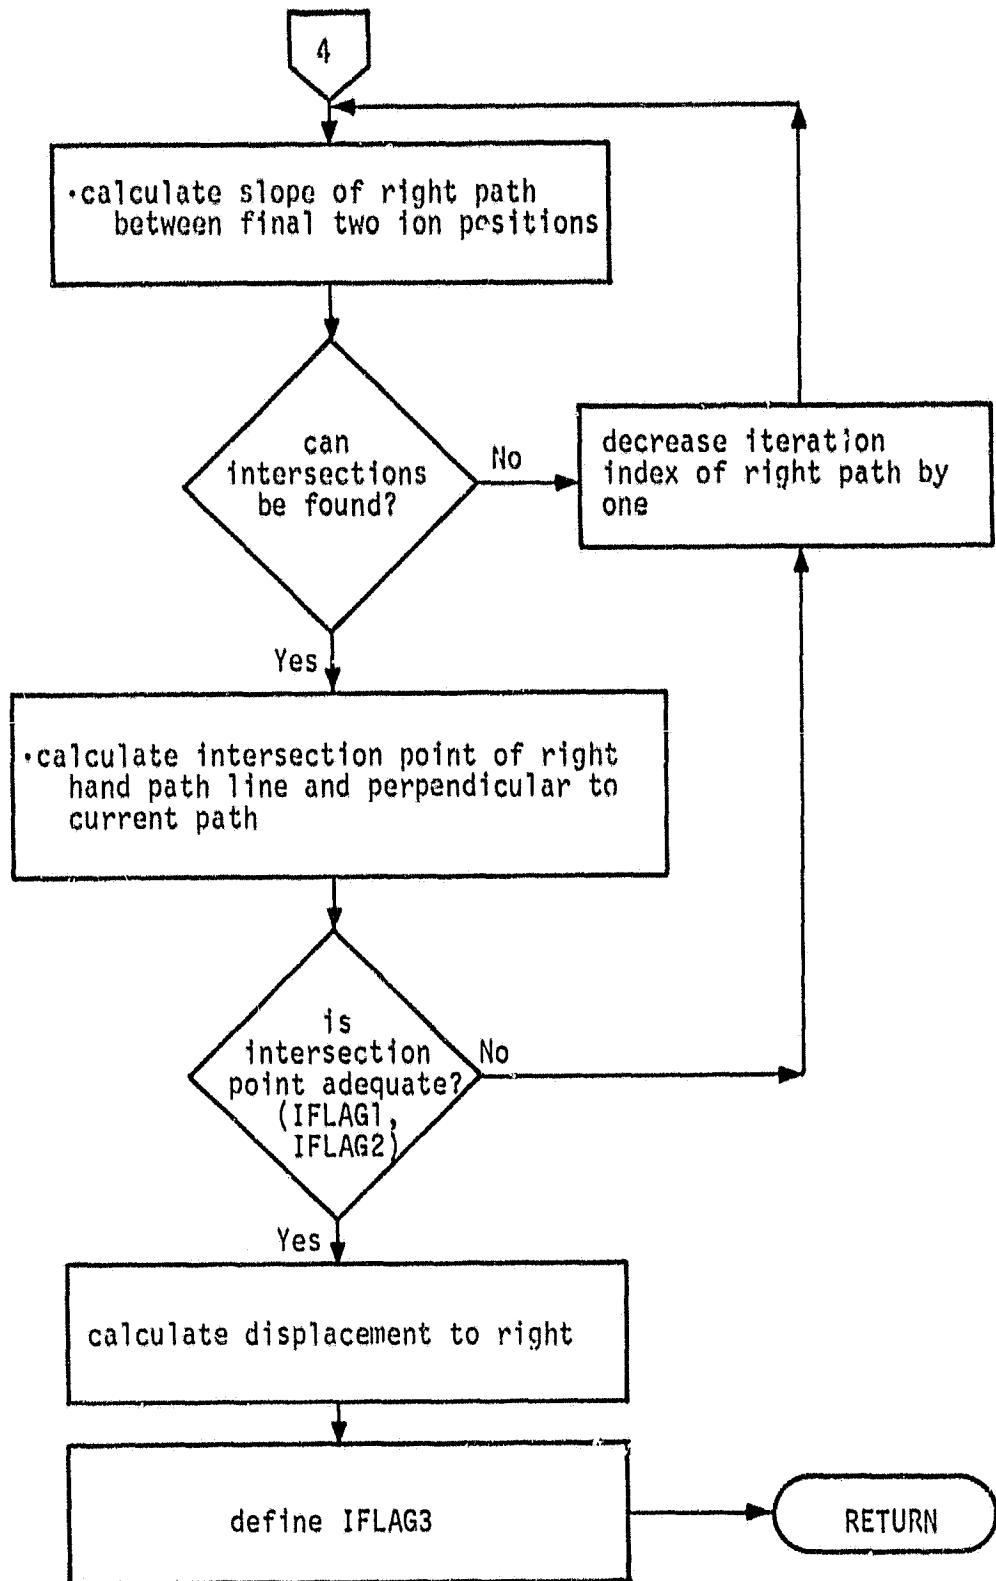 4
•calculate slope of right path
between final two ion positions
can
intersections
be found?
No
decrease iteration
index of right path by
one
Yes
•calculate intersection point of right
hand path line and perpendicular to
current path
is
intersection
point adequate?
(IFLAG1,
IFLAG2)
No
Yes
calculate displacement to right
define IFLAG3
RETURN